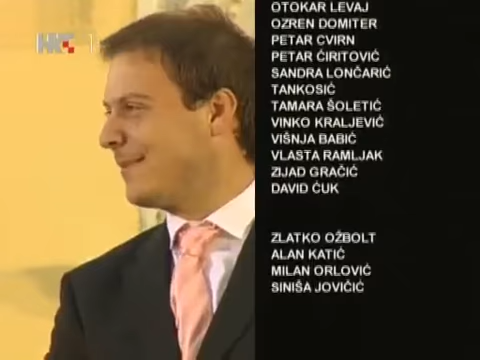 HRT 1
OTOKAR LEVAJ
OZREN DOMITER
PETAR CVIRN
PETAR ĆIRITOVIĆ
SANDRA LONČARIĆ
TANKOSIĆ
TAMARA ŠOLETIĆ
VINKO KRALJEVIĆ
VIŠNJA BABIĆ
VLASTA RAMLJAK
ZIJAD GRAČIĆ
DAVID ĆUK
ZLATKO OŽBOLT
ALAN KATIĆ
MILAN ORLOVIĆ
SINIŠA JOVIČIĆ